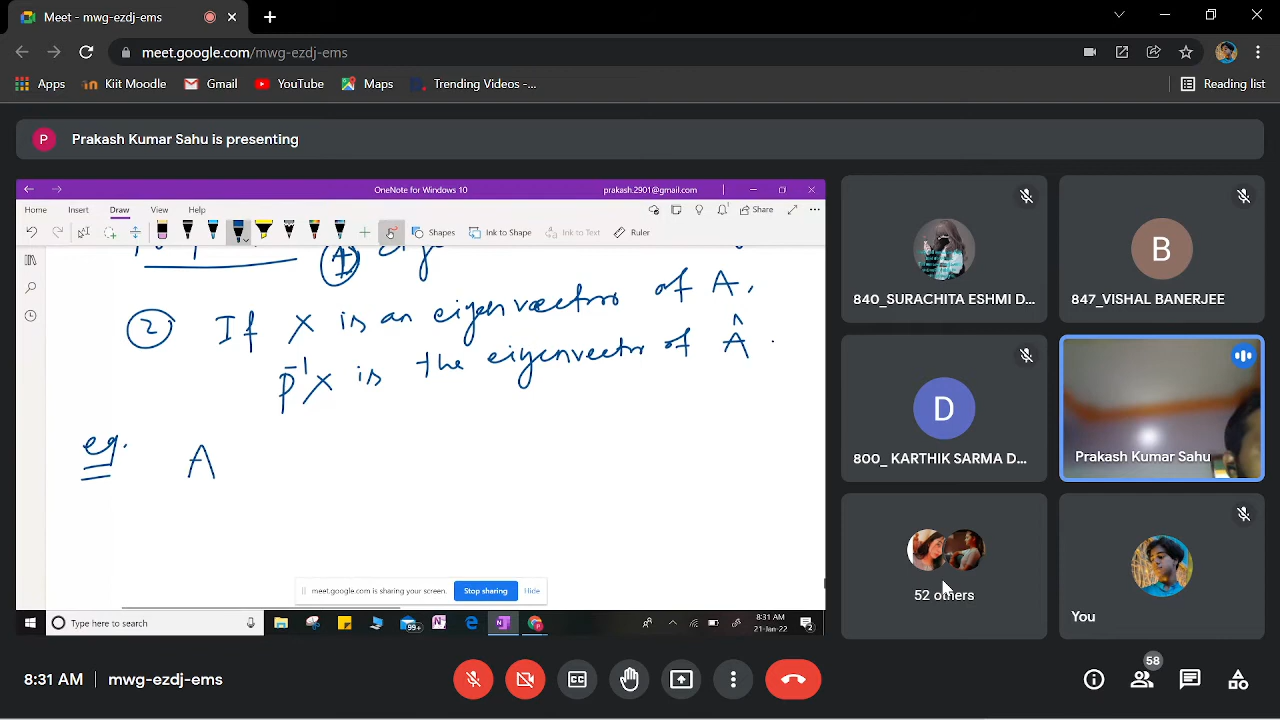 Meet - mwg-ezdj-ems
meet.google.com/mwg-ezdj-ems
Apps Kiit Moodle Gmail YouTube Maps Trending Videos -... Reading list
P Prakash Kumar Sahu is presenting
OneNote for Windows 10 prakash.2901@gmail.com
Home Insert Draw View Help Share
Shapes Ink to Shape Ink to Text Ruler
② If X is an eigenvector of A,
P⁻¹X is the eigenvector of Â.
eg. A
meet.google.com is sharing your screen. Stop sharing Hide
Type here to search 99+ 8:31 AM
21-Jan-22 2
840_SURACHITA ESHMI D...
B
847_VISHAL BANERJEE
D
800_ KARTHIK SARMA D...
Prakash Kumar Sahu
52 others
You
8:31 AM mwg-ezdj-ems 58